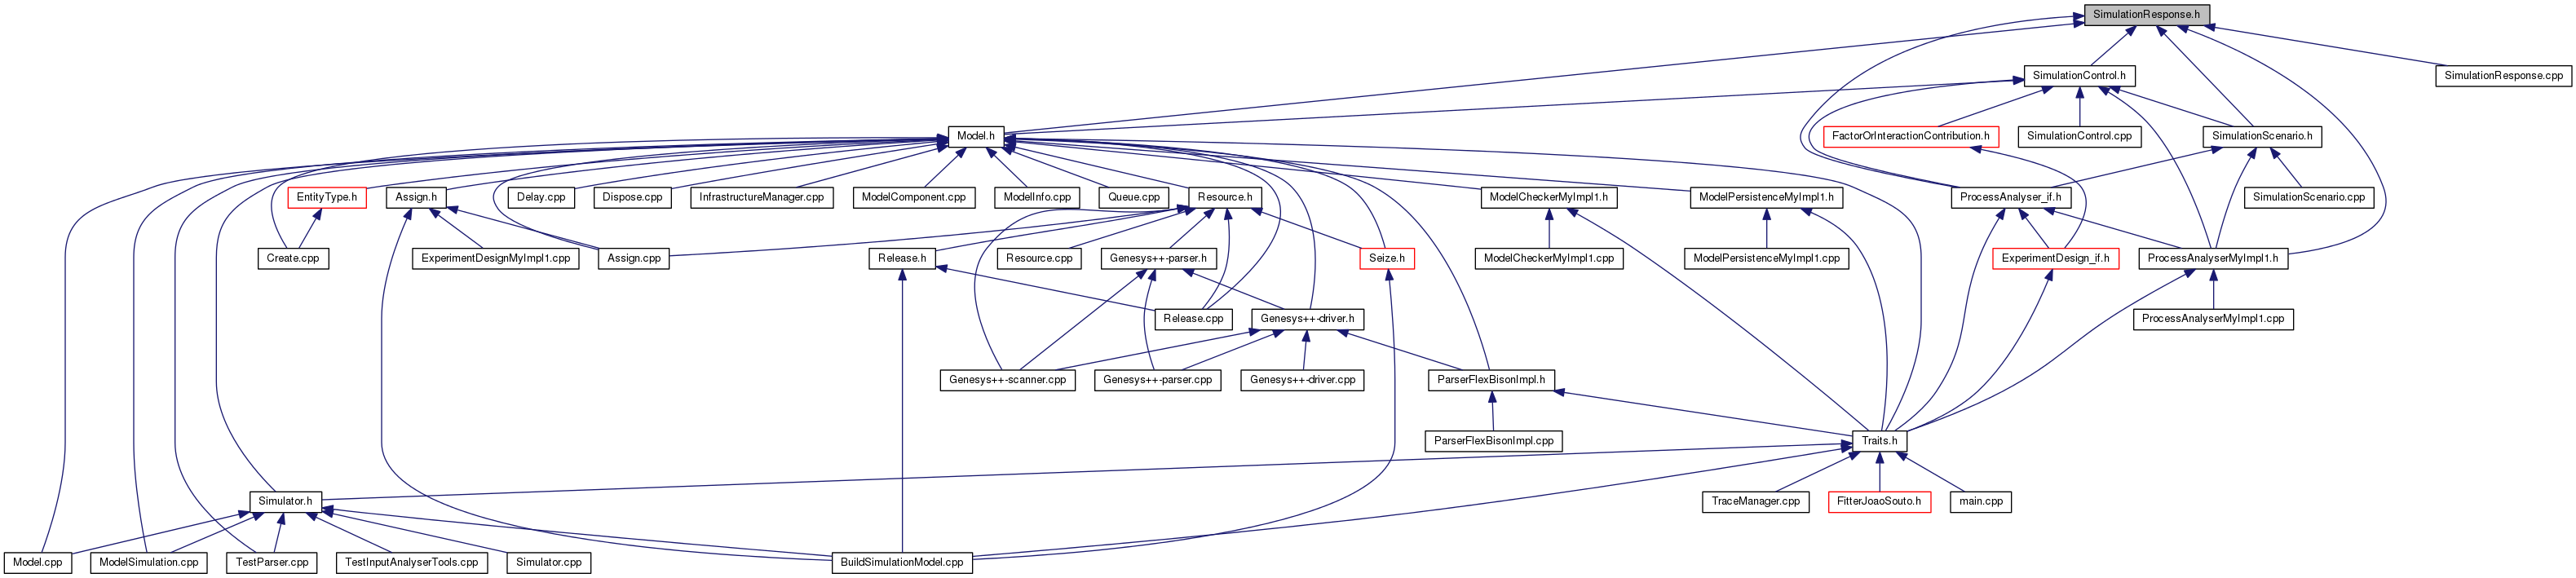 SimulationResponse.h
SimulationControl.h
SimulationResponse.cpp
Model.h
FactorOrInteractionContribution.h
SimulationControl.cpp
SimulationScenario.h
EntityType.h
Assign.h
Delay.cpp
Dispose.cpp
InfrastructureManager.cpp
ModelComponent.cpp
ModelInfo.cpp
Queue.cpp
Resource.h
ModelCheckerMyImpl1.h
ModelPersistenceMyImpl1.h
ProcessAnalyser_if.h
SimulationScenario.cpp
Create.cpp
ExperimentDesignMyImpl1.cpp
Assign.cpp
Release.h
Resource.cpp
Genesys++-parser.h
Seize.h
ModelCheckerMyImpl1.cpp
ModelPersistenceMyImpl1.cpp
ExperimentDesign_if.h
ProcessAnalyserMyImpl1.h
Release.cpp
Genesys++-driver.h
ProcessAnalyserMyImpl1.cpp
Genesys++-scanner.cpp
Genesys++-parser.cpp
Genesys++-driver.cpp
ParserFlexBisonImpl.h
ParserFlexBisonImpl.cpp
Traits.h
Simulator.h
TraceManager.cpp
FitterJoaoSouto.h
main.cpp
Model.cpp
ModelSimulation.cpp
TestParser.cpp
TestInputAnalyserTools.cpp
Simulator.cpp
BuildSimulationModel.cpp